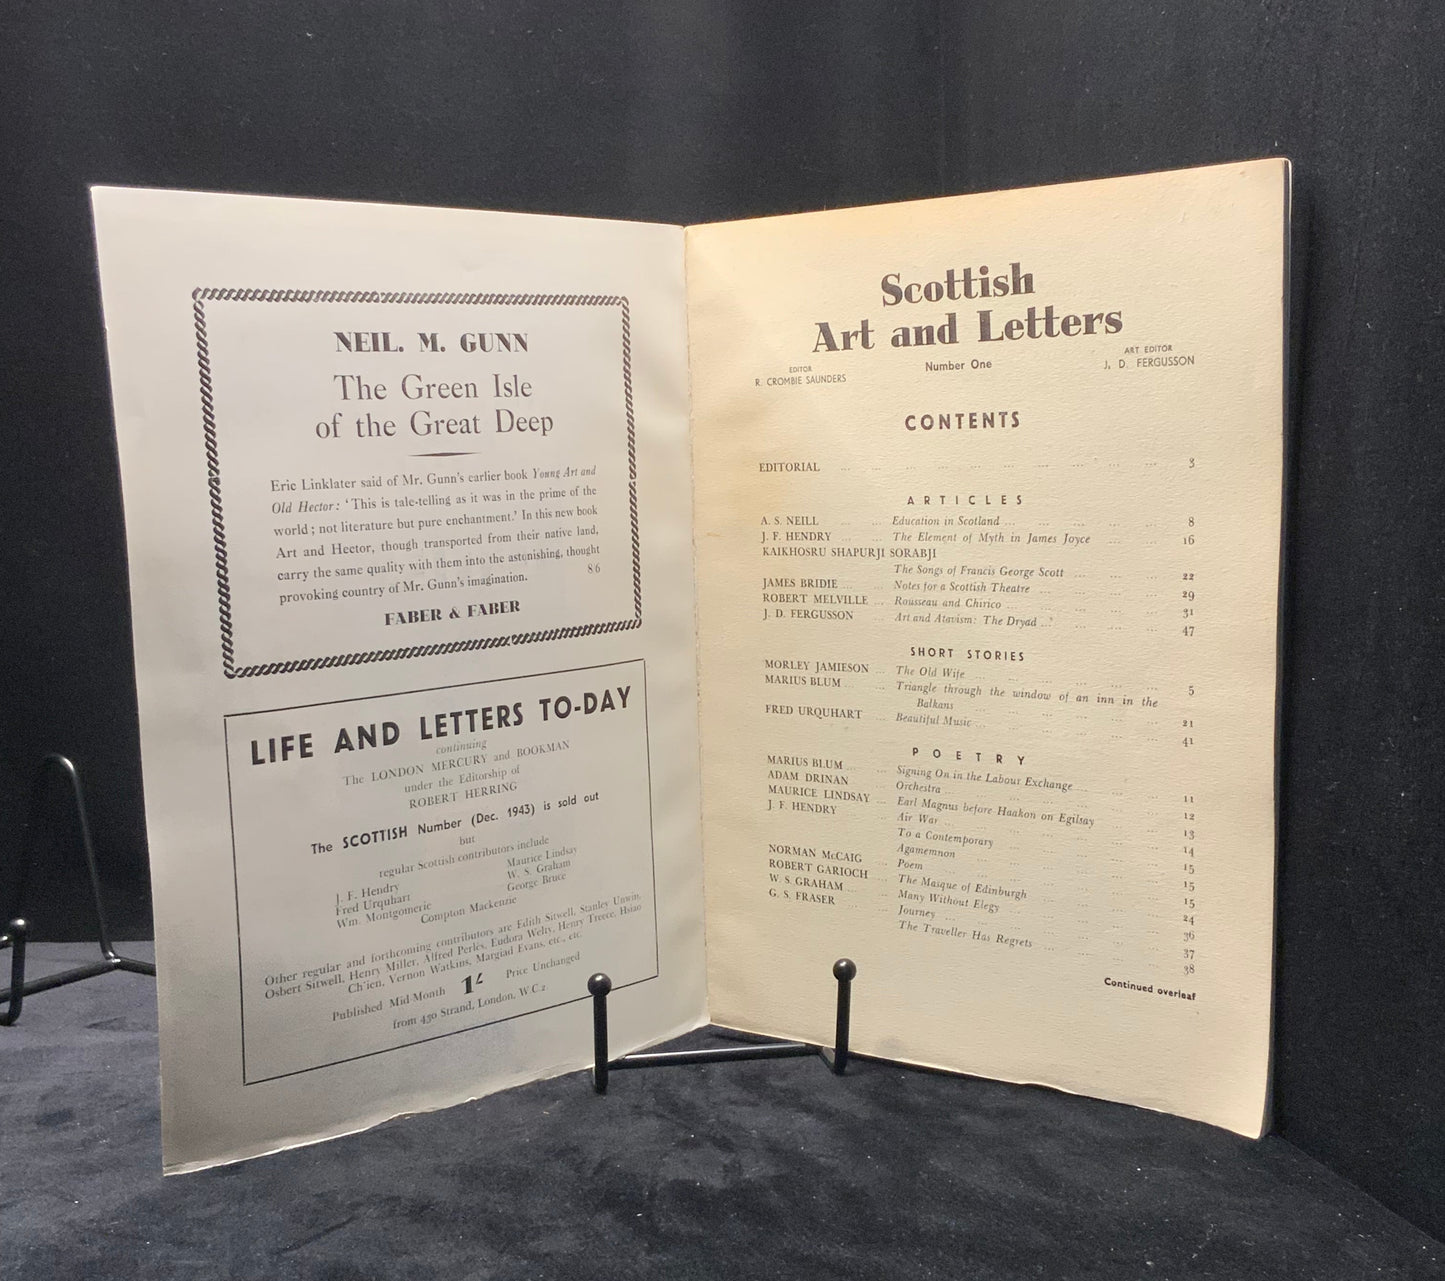 NEIL. M. GUNN
The Green Isle
of the Great Deep
Eric Linklater said of Mr. Gunn's earlier book Young Art and
Old Hector: 'This is tale-telling as it was in the prime of the
world; not literature but pure enchantment.' In this new book
Art and Hector, though transported from their native land,
carry the same quality with them into the astonishing, thought
provoking country of Mr. Gunn's imagination. 8 6
FABER & FABER
LIFE AND LETTERS TO-DAY
continuing
The LONDON MERCURY and BOOKMAN
under the Editorship of
ROBERT HERRING
The SCOTTISH Number (Dec. 1943) is sold out
but
regular Scottish contributors include
J. F. Hendry Maurice Lindsay
Fred Urquhart W. S. Graham
Wm. Montgomerie George Bruce
Compton Mackenzie
Other regular and forthcoming contributors are Edith Sitwell, Stanley Unwin,
Osbert Sitwell, Henry Miller, Alfred Perlès, Eudora Welty, Henry Treece, Hsiao
Ch'ien, Vernon Watkins, Margiad Evans, etc., etc.
Published Mid Month 1/- Price Unchanged
from 430 Strand, London, W.C.2
Scottish
Art and Letters
EDITOR
R. CROMBIE SAUNDERS
Number One
ART EDITOR
J. D. FERGUSSON
CONTENTS
EDITORIAL ... 3
ARTICLES
A. S. NEILL ... Education in Scotland ... 8
J. F. HENDRY ... The Element of Myth in James Joyce ... 16
KAIKHOSRU SHAPURJI SORABJI
The Songs of Francis George Scott ... 22
JAMES BRIDIE ... Notes for a Scottish Theatre ... 29
ROBERT MELVILLE ... Rousseau and Chirico ... 31
J. D. FERGUSSON Art and Atavism: The Dryad ... 47
SHORT STORIES
MORLEY JAMIESON ... The Old Wife ... 5
MARIUS BLUM ... Triangle through the window of an inn in the
Balkans ... 21
FRED URQUHART ... Beautiful Music ... 41
POETRY
MARIUS BLUM ... Signing On in the Labour Exchange ... 11
ADAM DRINAN Orchestra ... 12
MAURICE LINDSAY ... Earl Magnus before Haakon on Egilsay ... 13
J. F. HENDRY ... Air War ... 14
To a Contemporary ... 15
Agamemnon ... 15
NORMAN McCAIG ... Poem ... 15
ROBERT GARIOCH ... The Masque of Edinburgh ... 24
W. S. GRAHAM ... Many Without Elegy ... 36
G. S. FRASER ... Journey ... 37
The Traveller Has Regrets ... 38
Continued overleaf